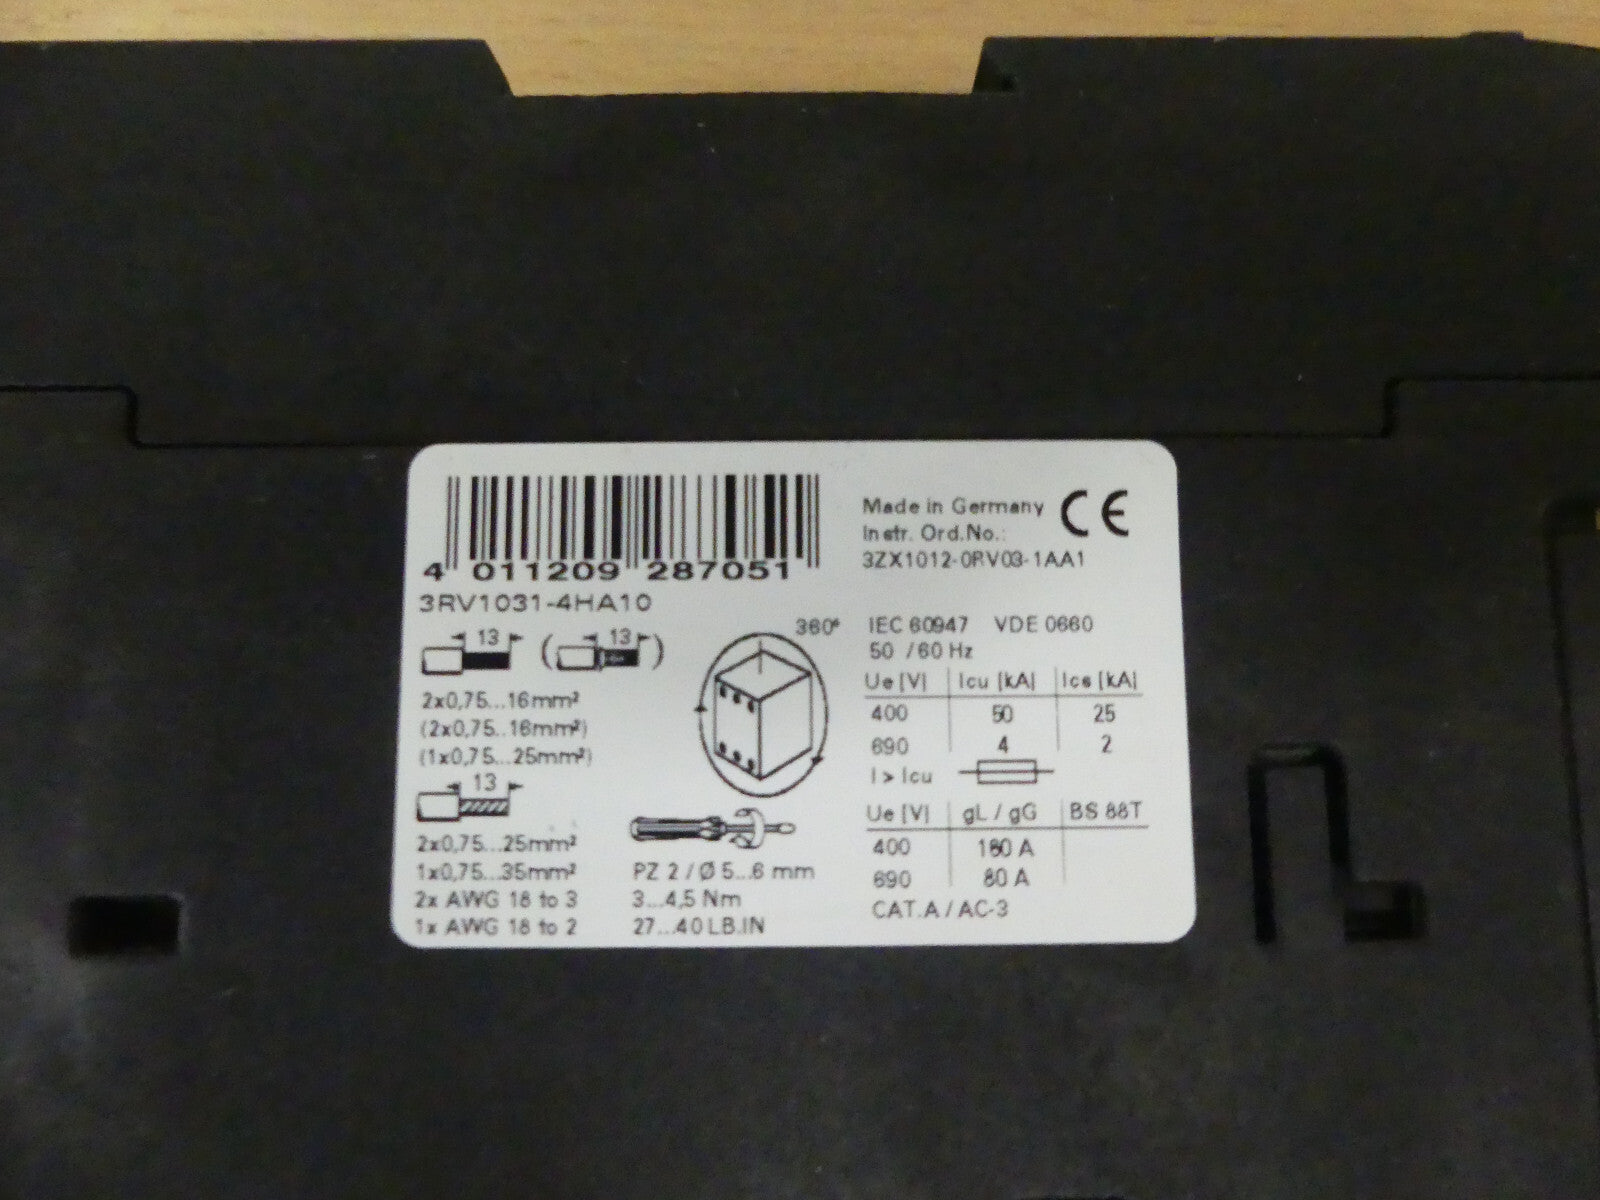 4 011209 287051
3RV1031-4HA10
Made in Germany CE
Instr. Ord.No.:
3ZX1012-0RV03-1AA1
13 (13)
2x0,75...16mm²
(2x0,75..16mm²)
(1x0,75...25mm²)
13
2x0,75...25mm²
1x0,75...35mm²
2x AWG 18 to 3
1x AWG 18 to 2
360°
PZ 2 / Ø 5...6 mm
3...4,5 Nm
27...40 LB.IN
IEC 60947 VDE 0660
50 / 60 Hz
Ue [V] Icu [kA] Ics [kA]
400 50 25
690 4 2
I > Icu
Ue [V] gL / gG BS 88T
400 160 A
690 80 A
CAT. A / AC-3